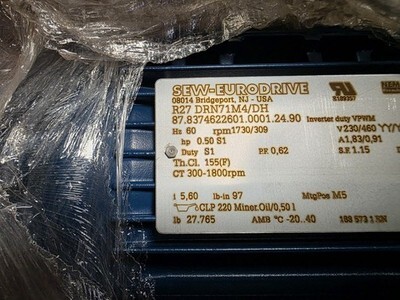 SEW-EURODRIVE
08014 Bridgeport, NJ - USA
R27 DRN71M4/DH
87.8374622601.0001.24.90 Inverter duty VPWM
Hz 60 rpm1730/309 V230/460 YY/Y
hp 0.50 S1 A1,83/0,91
Duty S1 P.F. 0,62 S.F.1.15
Th.Cl. 155(F)
CT 300-1800rpm
i 5,60 lb-in 97 MtgPos M5
CLP 220 Miner.Oil/0,50 l
lb 27.765 AMB °C -20..40 188 573 1 NN